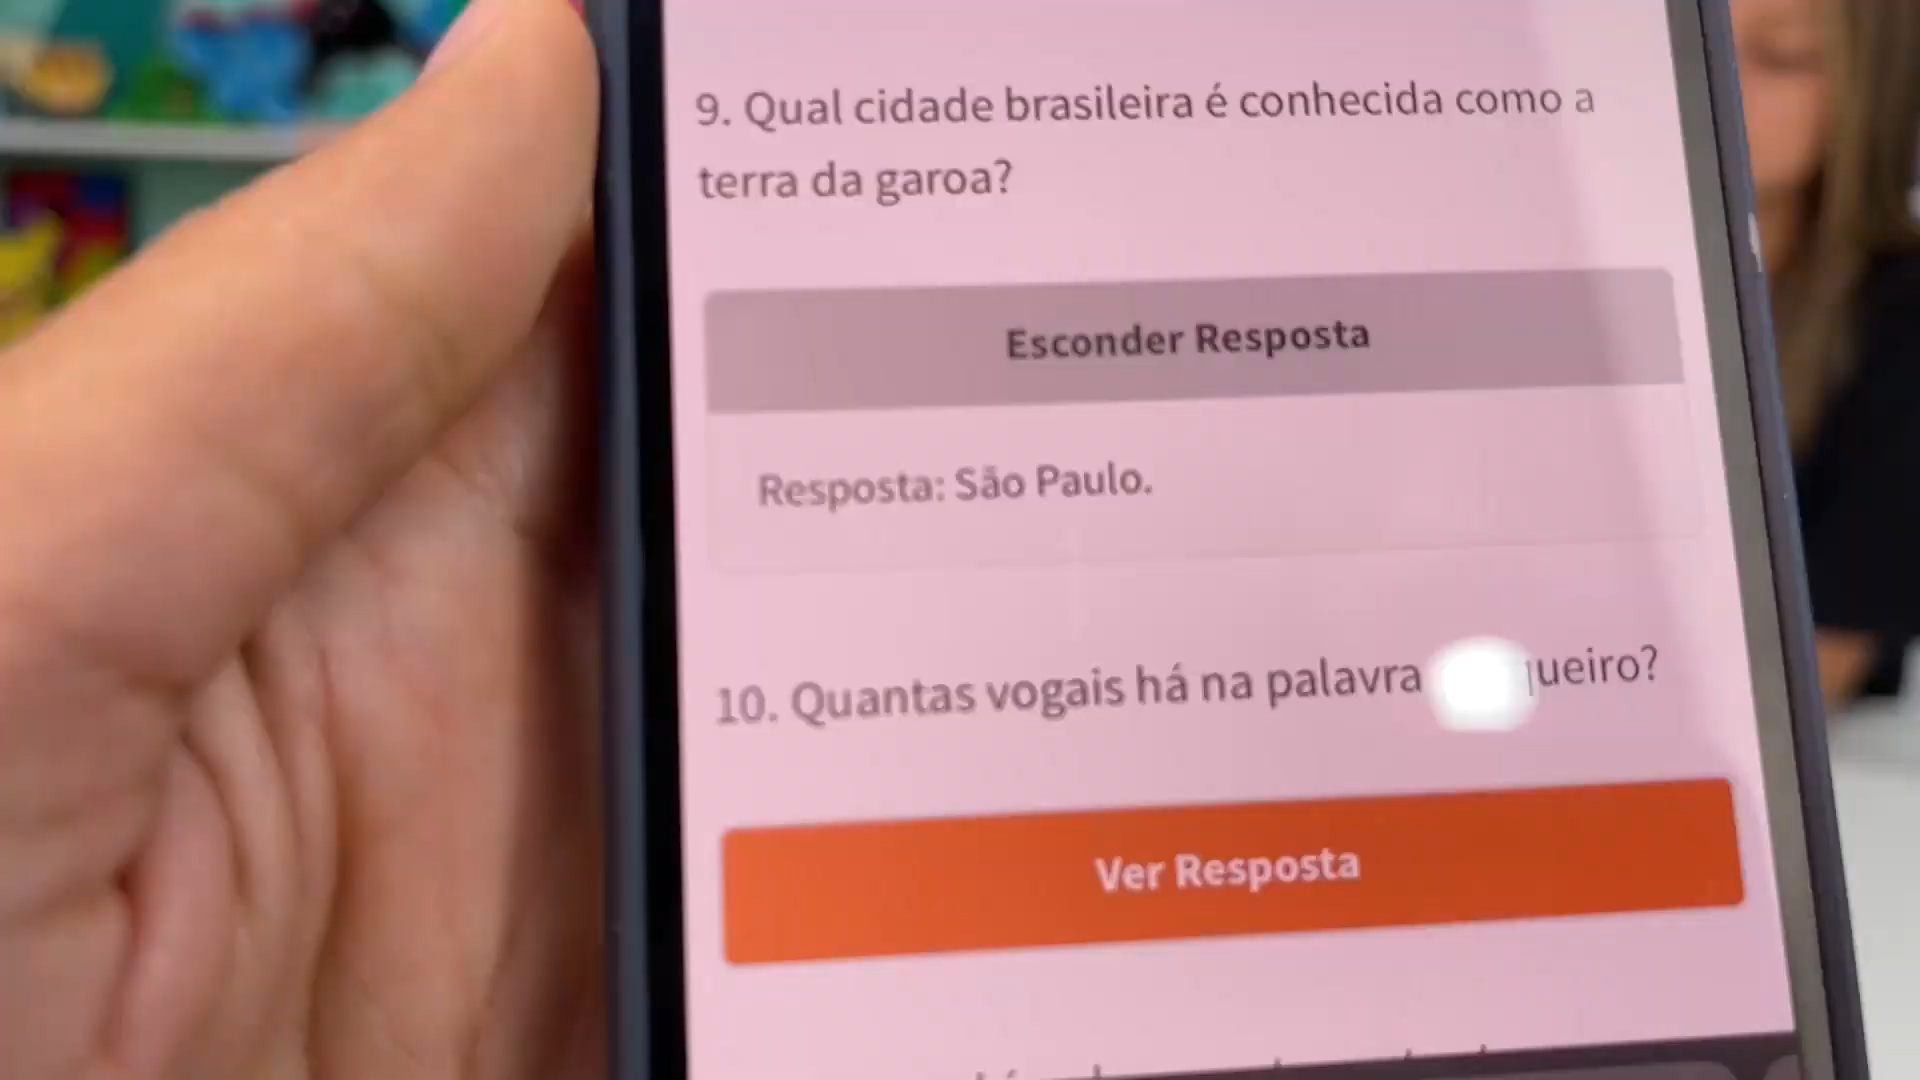 9. Qual cidade brasileira é conhecida como a
terra da garoa?
Esconder Resposta
Resposta: São Paulo.
10. Quantas vogais há na palavra
Ver Resposta